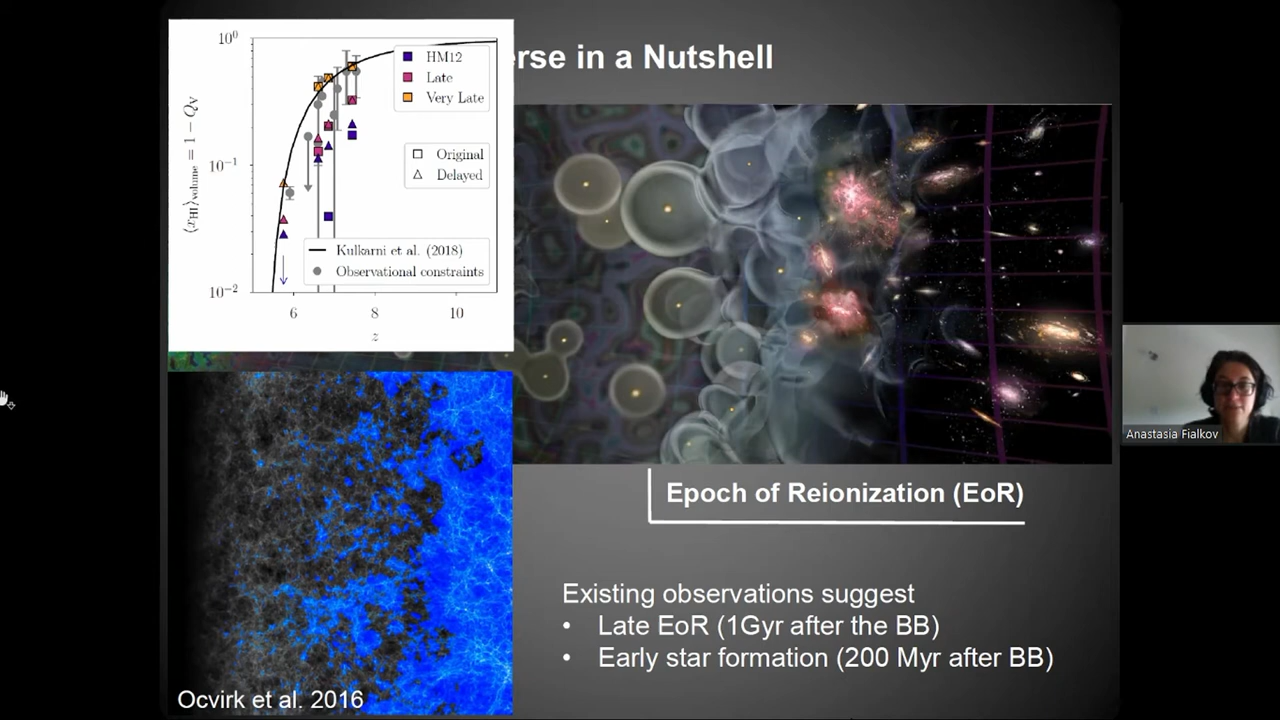 erse in a Nutshell
10⁰
10⁻¹
10⁻²
⟨x_HI⟩_volume = 1 − Q_V
HM12
Late
Very Late
Original
Delayed
Kulkarni et al. (2018)
Observational constraints
6 8 10
z
Epoch of Reionization (EoR)
Existing observations suggest
• Late EoR (1Gyr after the BB)
• Early star formation (200 Myr after BB)
Ocvirk et al. 2016
Anastasia Fialkov